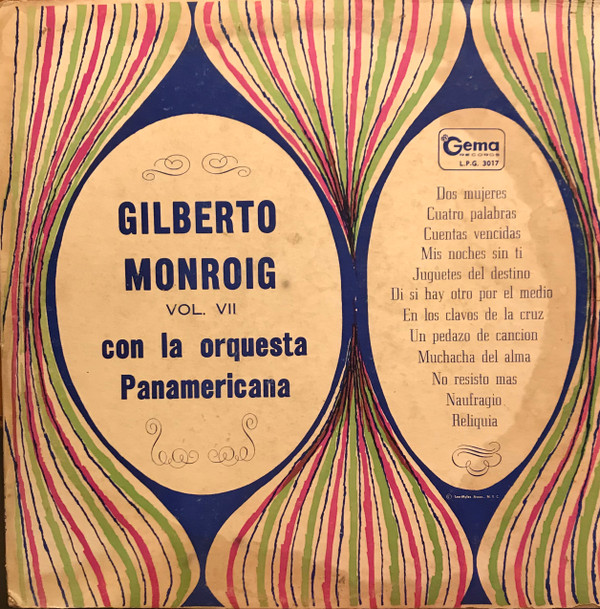 GILBERTO
MONROIG
VOL. VII
con la orquesta
Panamericana
Gema
RECORDS
L.P.G. 3017
Dos mujeres
Cuatro palabras
Cuentas vencidas
Mis noches sin ti
Jugüetes del destino
Di si hay otro por el medio
En los clavos de la cruz
Un pedazo de cancion
Muchacha del alma
No resisto mas
Naufragio
Reliquia